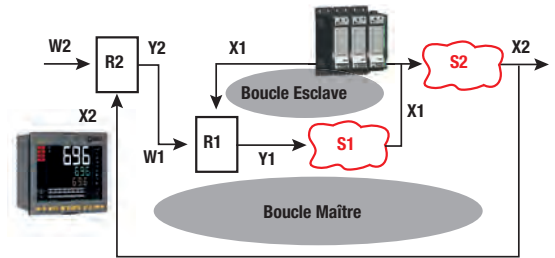 W2
R2
Y2
X1
S2
X2
X2
Boucle Esclave
X1
W1
R1
Y1
S1
696
Boucle Maître